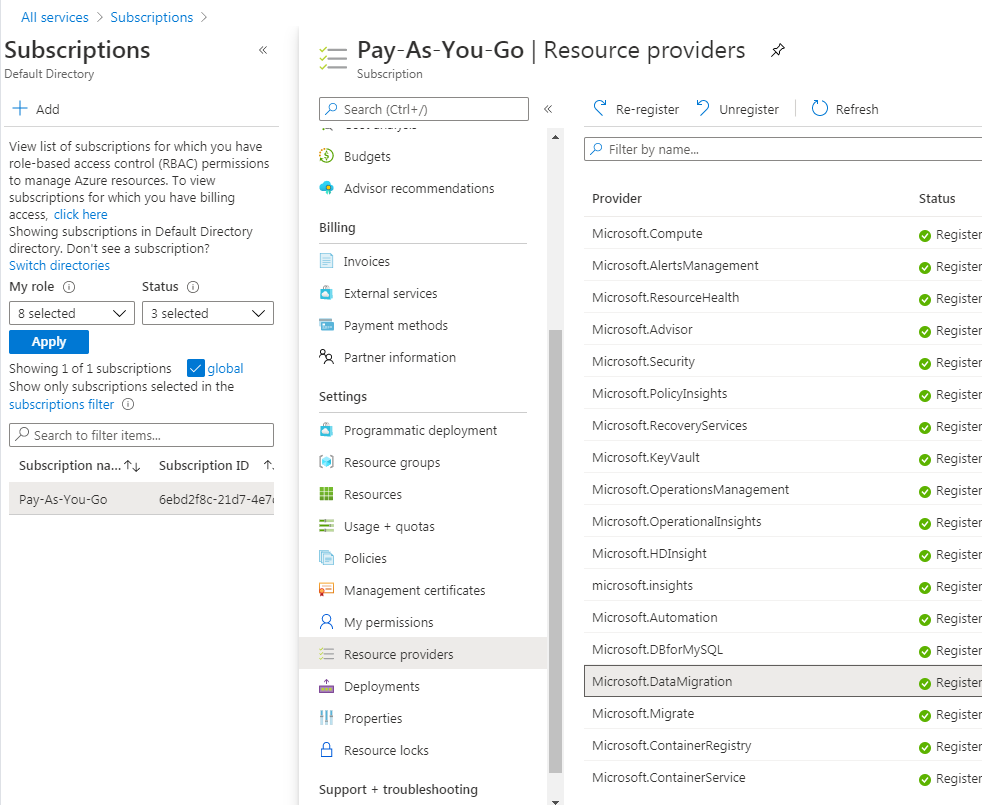 All services > Subscriptions >
Subscriptions
Default Directory
Add
View list of subscriptions for which you have
role-based access control (RBAC) permissions
to manage Azure resources. To view
subscriptions for which you have billing
access, click here
Showing subscriptions in Default Directory
directory. Don't see a subscription?
Switch directories
My role
Status
8 selected
3 selected
Apply
Showing 1 of 1 subscriptions
global
Show only subscriptions selected in the
subscriptions filter
Search to filter items...
Subscription na...
Subscription ID
Pay-As-You-Go
6ebd2f8c-21d7-4e7
Pay-As-You-Go | Resource providers
Subscription
Search (Ctrl+/)
Cost analysis
Budgets
Advisor recommendations
Billing
Invoices
External services
Payment methods
Partner information
Settings
Programmatic deployment
Resource groups
Resources
Usage + quotas
Policies
Management certificates
My permissions
Resource providers
Deployments
Properties
Resource locks
Support + troubleshooting
Re-register
Unregister
Refresh
Filter by name...
Provider Status
Microsoft.Compute Register
Microsoft.AlertsManagement Register
Microsoft.ResourceHealth Register
Microsoft.Advisor Register
Microsoft.Security Register
Microsoft.PolicyInsights Register
Microsoft.RecoveryServices Register
Microsoft.KeyVault Register
Microsoft.OperationsManagement Register
Microsoft.OperationalInsights Register
Microsoft.HDInsight Register
microsoft.insights Register
Microsoft.Automation Register
Microsoft.DBforMySQL Register
Microsoft.DataMigration Register
Microsoft.Migrate Register
Microsoft.ContainerRegistry Register
Microsoft.ContainerService Register